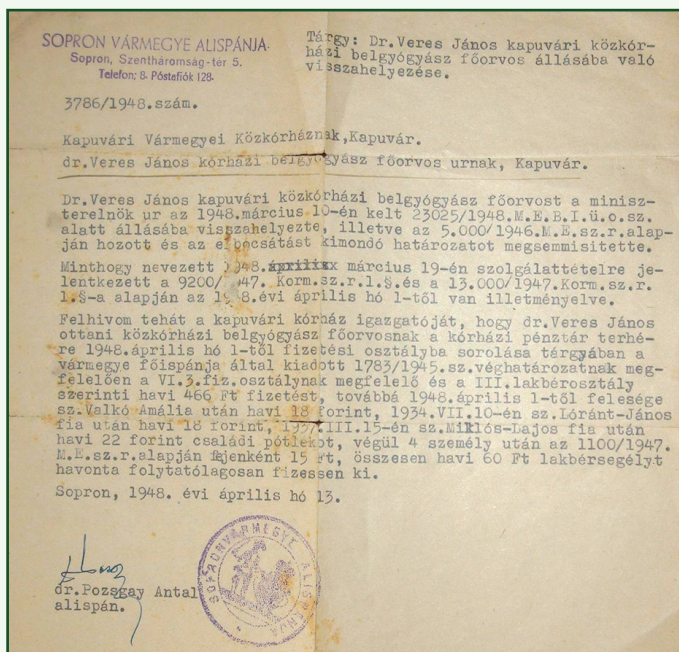 SOPRON VÁRMEGYE ALISPÁNJA.
Sopron, Szentháromság-tér 5.
Telefon: 8. Póstefiók 128.
Tárgy: Dr.Veres János kapuvári közkór-
házi belgyógyász főorvos állásába való
visszahelyezése.
3786/1948.szám.
Kapuvári Vármegyei Közkórháznak,Kapuvár.
dr.Veres János kórházi belgyógyász főorvos urnak, Kapuvár.
Dr.Veres János kapuvári közkórházi belgyógyász főorvost a minisz-
terelnök ur az 1948.március 10-én kelt 23025/1948.M.E.B.I.ü.o.sz.
alatt állásába visszahelyezte, illetve az 5.000/1946.M.E.sz.r.alap-
ján hozott és az elbocsátást kimondó határozatot megsemmisitette.
Minthogy nevezett 1948. március 19-én szolgálattételre je-
lentkezett a 9200/ 47. Korm.sz.r.1.§.és a 13.000/1947.Korm.sz.r.
1.§-a alapján az 1948.évi április hó 1-től van illetményelve.
Felhivom tehát a kapuvári kórház igazgatóját, hogy dr.Veres János
ottani közkórházi belgyógyász főorvosnak a kórházi pénztár terhé-
re 1948.április hó 1-től fizetési osztályba sorolása tárgyában a
vármegye főispánja által kiadott 1783/1945.sz.véghatározatnak meg-
felelően a VI.3.fiz.osztálynak megfelelő és a III.lakbérosztály
szerinti havi 466 Ft fizetést, továbbá 1948.április 1-től felesége
sz.Valkó Amália után havi 18 forint, 1934.VII.10-én sz.Lóránt-János
fia után havi 18 forint, 1937.III.15-én sz.Miklós-Lajos fia után
havi 22 forint családi pótlékot, végül 4 személy után az 1100/1947.
M.E.sz.r.alapján fejenként 15 Ft, összesen havi 60 Ft lakbérsegélyt
havonta folytatólagosan fizessen ki.
Sopron, 1948. évi április hó 13.
dr.Pozsgay Antal
alispán.
SOPRONVÁRMEGYE ALISPÁNJA